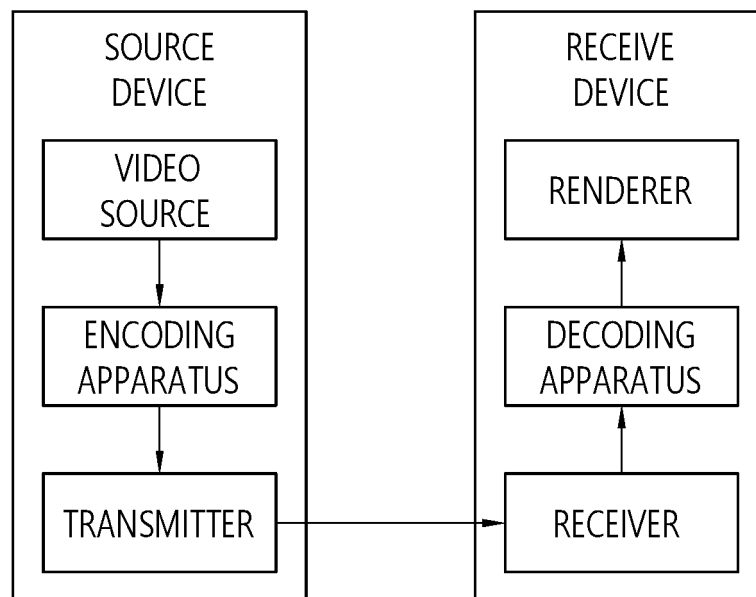 SOURCE
DEVICE
VIDEO
SOURCE
ENCODING
APPARATUS
TRANSMITTER
RECEIVE
DEVICE
RENDERER
DECODING
APPARATUS
RECEIVER